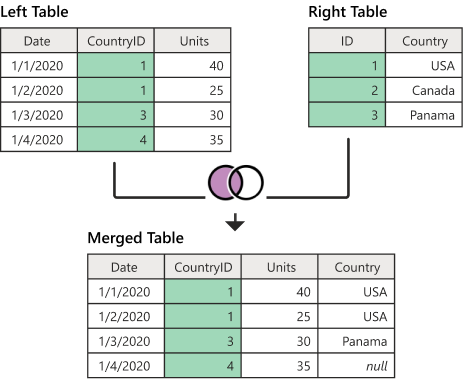 Left Table
Date CountryID Units
1/1/2020 1 40
1/2/2020 1 25
1/3/2020 3 30
1/4/2020 4 35
Right Table
ID Country
1 USA
2 Canada
3 Panama
Merged Table
Date CountryID Units Country
1/1/2020 1 40 USA
1/2/2020 1 25 USA
1/3/2020 3 30 Panama
1/4/2020 4 35 null